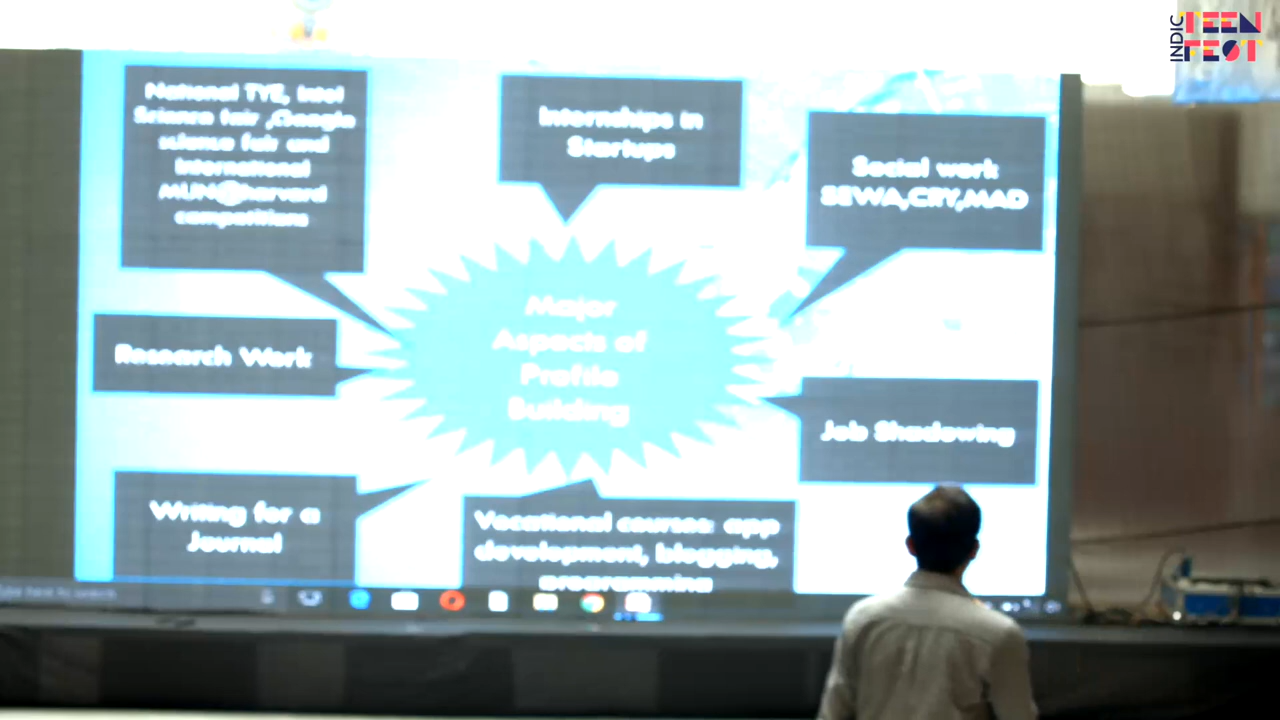 INDIC TEEN FEST
National TYE, Intel
Science fair ,Google
science fair and
International
MUN@harvard
competitions
Internships in
Startups
Social work
SEWA,CRY,MAD
Major
Aspects of
Profile
Building
Research Work
Job Shadowing
Writing for a
Journal
Vocational courses: app
development, blogging,
programming